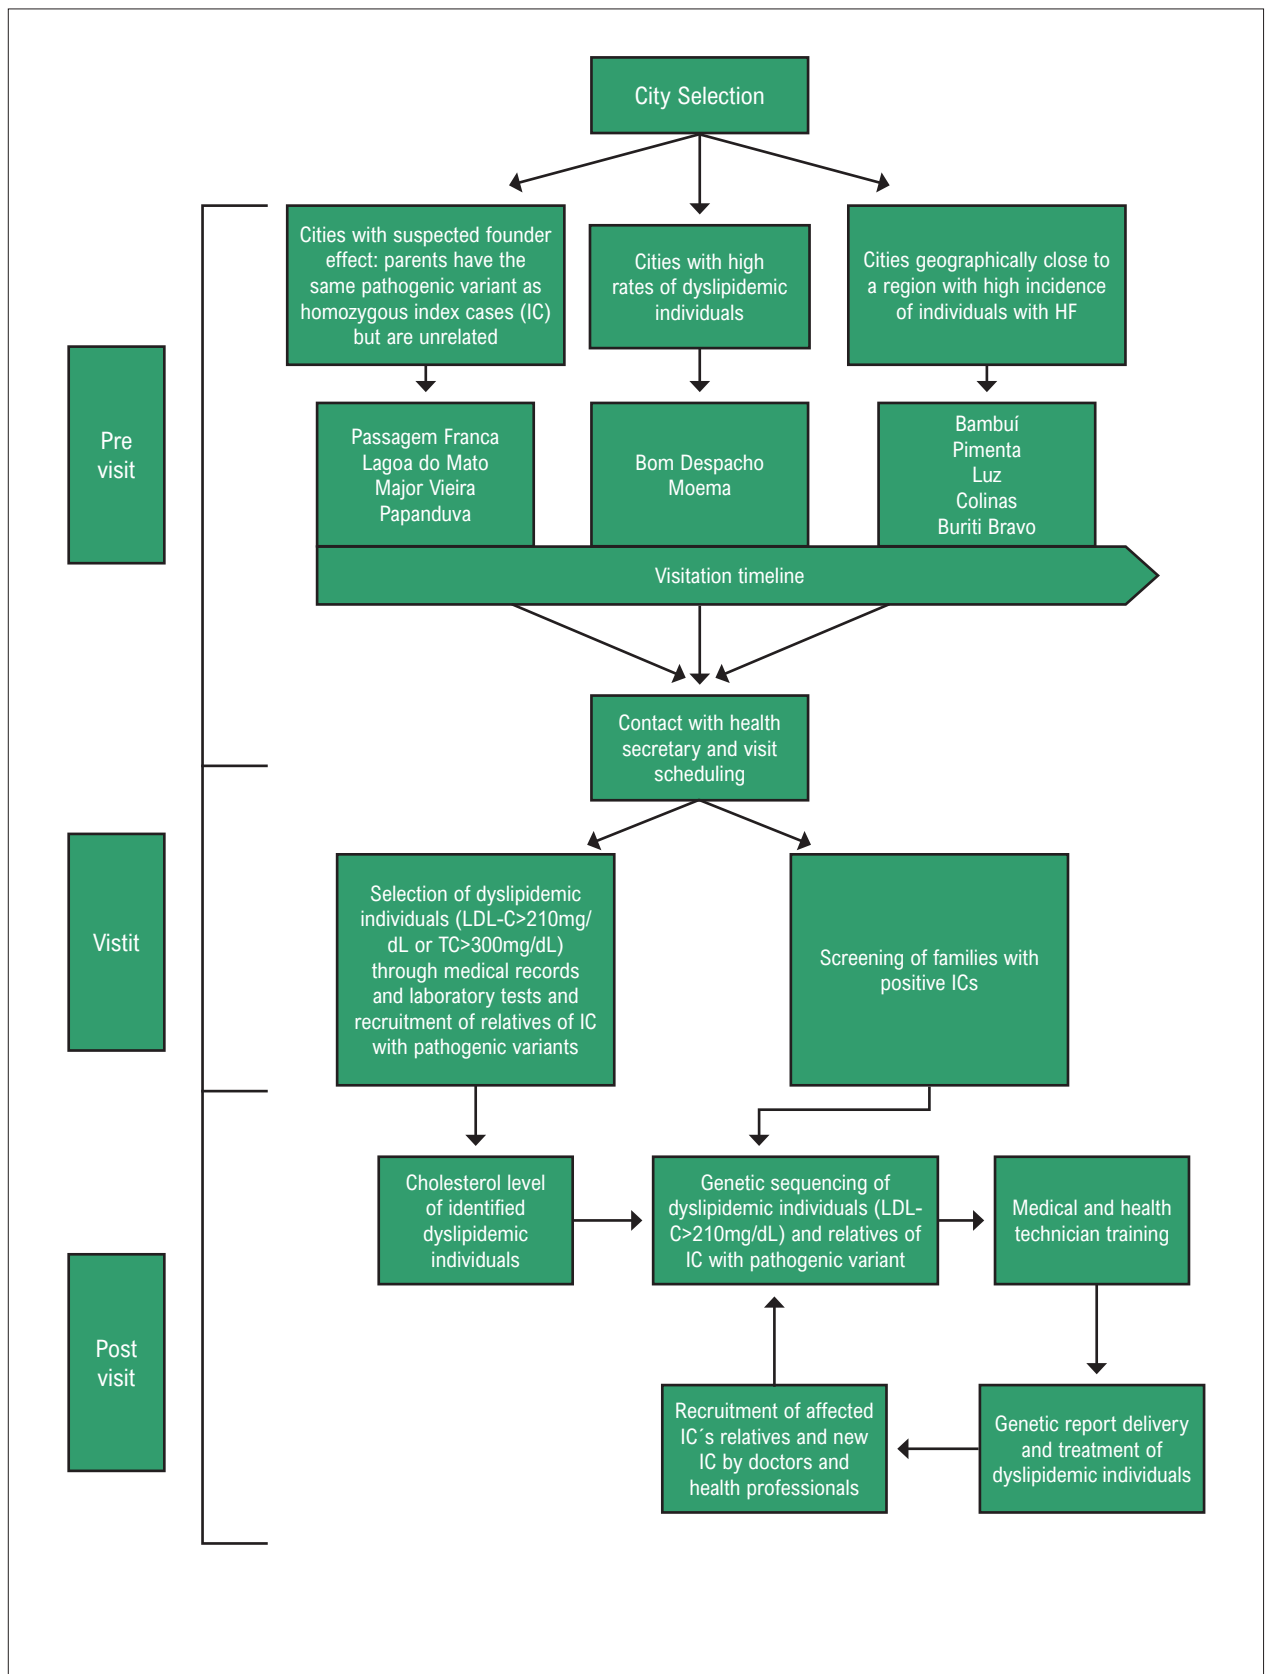 City Selection
Cities with suspected founder
effect: parents have the
same pathogenic variant as
homozygous index cases (IC)
but are unrelated
Cities with high
rates of dyslipidemic
individuals
Cities geographically close to
a region with high incidence
of individuals with HF
Pre
visit
Passagem Franca
Lagoa do Mato
Major Vieira
Papanduva
Bom Despacho
Moema
Bambuí
Pimenta
Luz
Colinas
Buriti Bravo
Visitation timeline
Contact with health
secretary and visit
scheduling
Vistit
Selection of dyslipidemic
individuals (LDL-C>210mg/
dL or TC>300mg/dL)
through medical records
and laboratory tests and
recruitment of relatives of IC
with pathogenic variants
Screening of families with
positive ICs
Cholesterol level
of identified
dyslipidemic
individuals
Genetic sequencing of
dyslipidemic individuals (LDL-
C>210mg/dL) and relatives of
IC with pathogenic variant
Medical and health
technician training
Post
visit
Recruitment of affected
IC´s relatives and new
IC by doctors and
health professionals
Genetic report delivery
and treatment of
dyslipidemic individuals